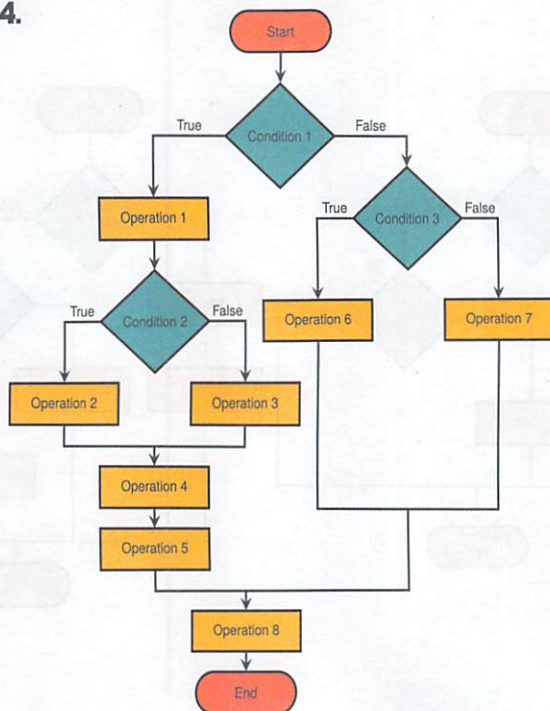 4.
Start
Condition 1
True
False
Operation 1
Condition 3
True
False
Condition 2
True
False
Operation 6
Operation 7
Operation 2
Operation 3
Operation 4
Operation 5
Operation 8
End